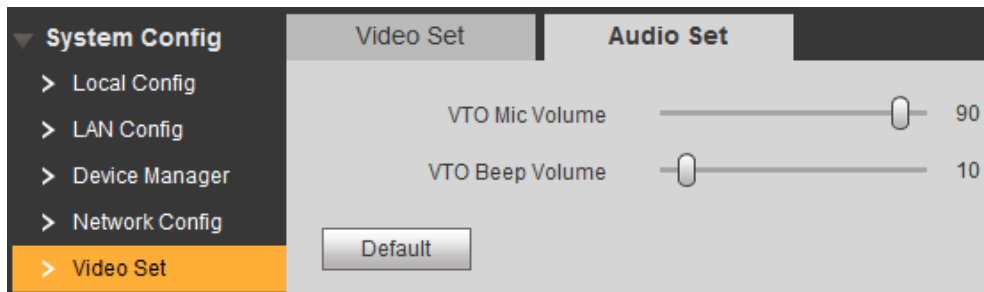 System Config
Local Config
LAN Config
Device Manager
Network Config
Video Set
Video Set Audio Set
VTO Mic Volume 90
VTO Beep Volume 10
Default